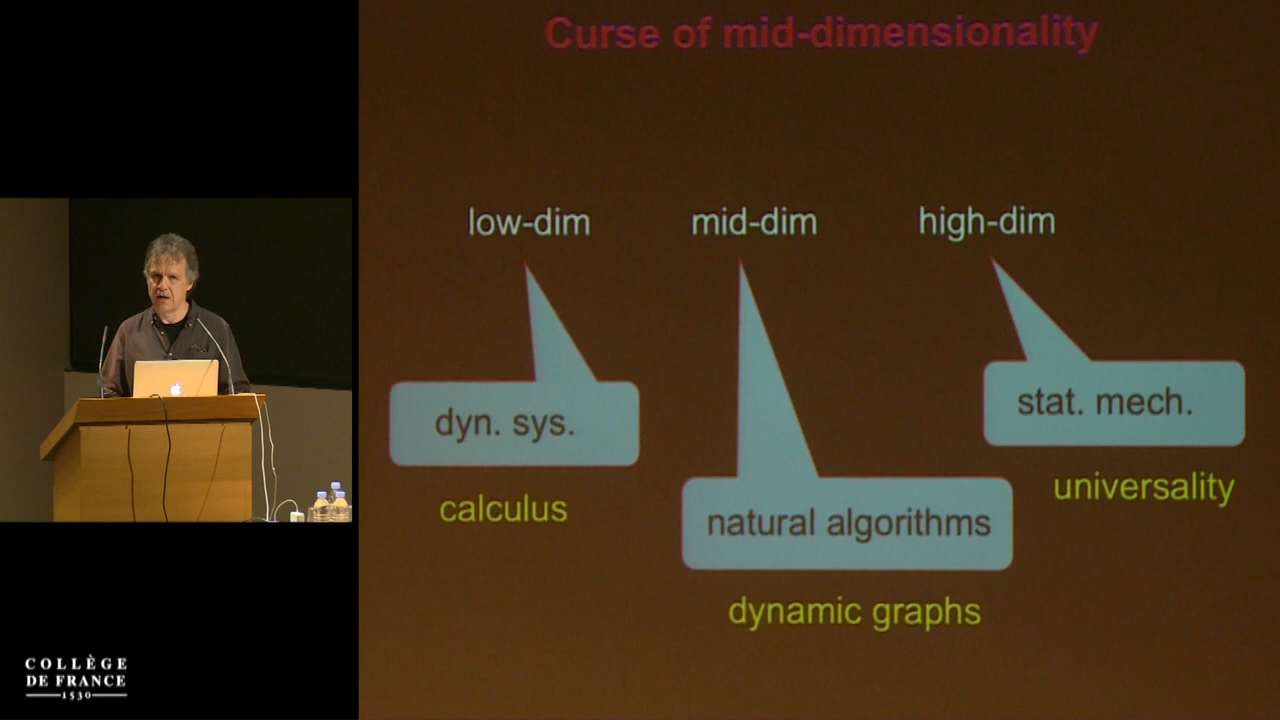 Curse of mid-dimensionality
low-dim mid-dim high-dim
dyn. sys.
calculus
natural algorithms
dynamic graphs
stat. mech.
universality
COLLÈGE
DE FRANCE
1530